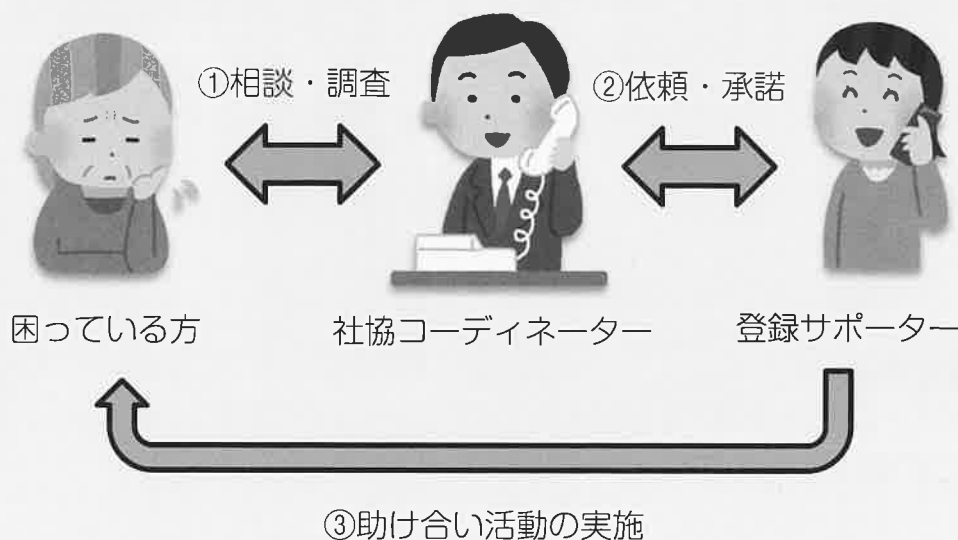 ①相談・調査
②依頼・承諾
困っている方
社協コーディネーター
登録サポーター
③助け合い活動の実施